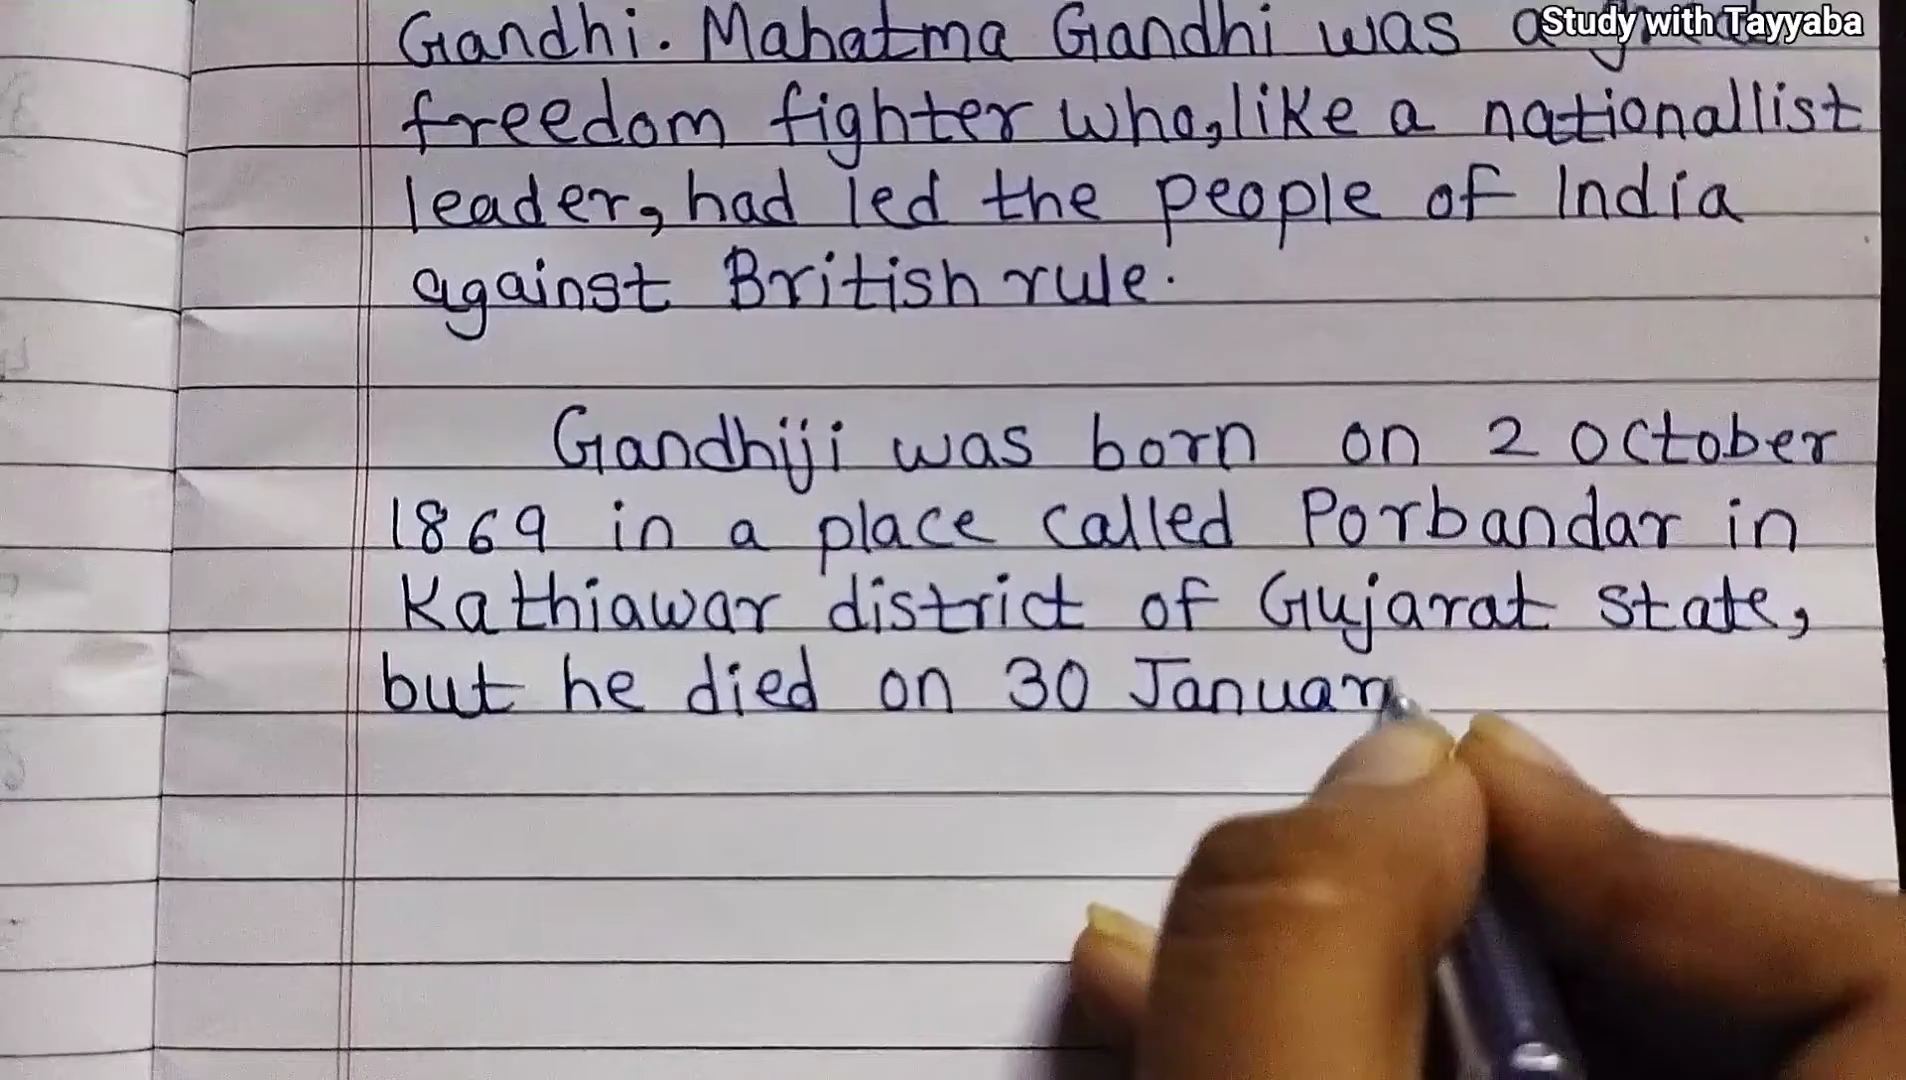 Study with Tayyaba
Gandhi. Mahatma Gandhi was a
freedom fighter who, like a nationallist
leader, had led the people of India
against British rule.
Gandhiji was born on 2 October
1869 in a place called Porbandar in
Kathiawar district of Gujarat state,
but he died on 30 Januar